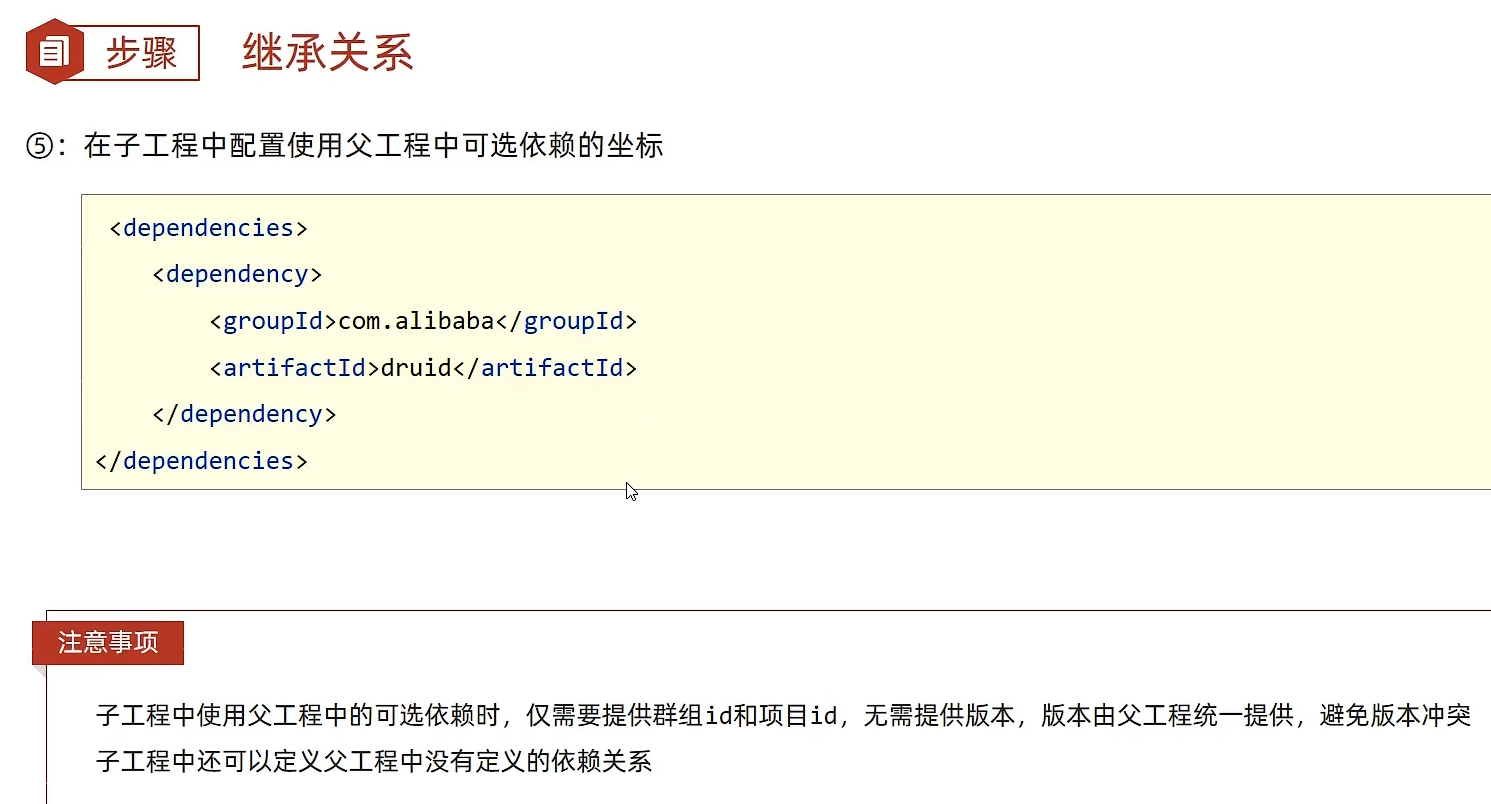 步骤 继承关系
⑤：在子工程中配置使用父工程中可选依赖的坐标
<dependencies>
<dependency>
<groupId>com.alibaba</groupId>
<artifactId>druid</artifactId>
</dependency>
</dependencies>
注意事项
子工程中使用父工程中的可选依赖时，仅需要提供群组id和项目id，无需提供版本，版本由父工程统一提供，避免版本冲突
子工程中还可以定义父工程中没有定义的依赖关系